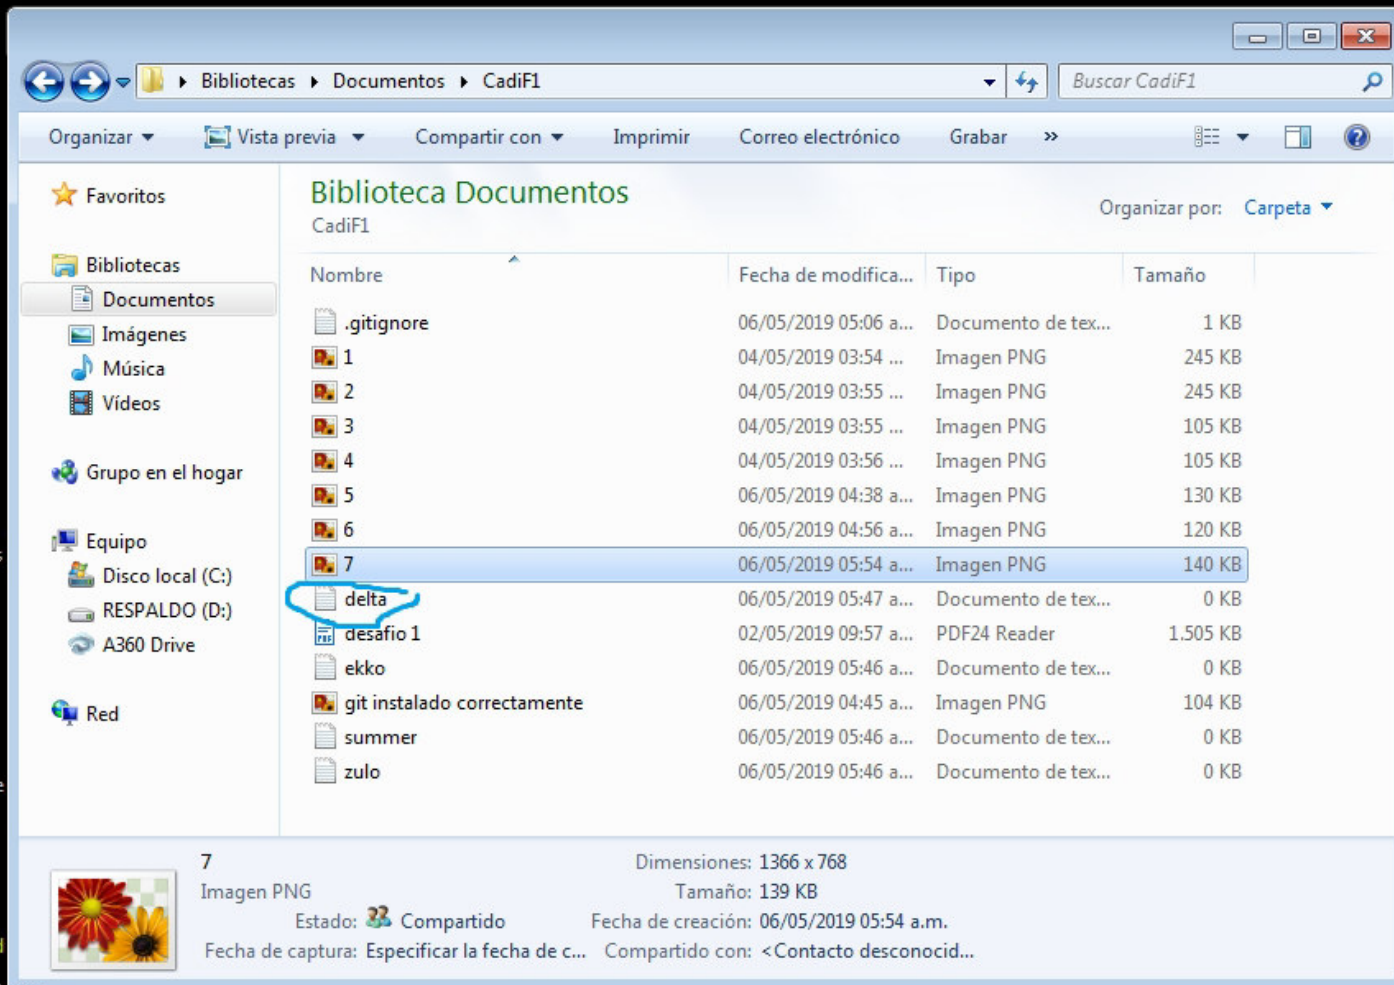 Bibliotecas Documentos CadiF1 Buscar CadiF1
Organizar Vista previa Compartir con Imprimir Correo electrónico Grabar »
Favoritos
Bibliotecas
Documentos
Imágenes
Música
Vídeos
Grupo en el hogar
Equipo
Disco local (C:)
RESPALDO (D:)
A360 Drive
Red
Biblioteca Documentos
CadiF1
Organizar por: Carpeta
Nombre Fecha de modifica... Tipo Tamaño
.gitignore 06/05/2019 05:06 a... Documento de tex... 1 KB
1 04/05/2019 03:54 ... Imagen PNG 245 KB
2 04/05/2019 03:55 ... Imagen PNG 245 KB
3 04/05/2019 03:55 ... Imagen PNG 105 KB
4 04/05/2019 03:56 ... Imagen PNG 105 KB
5 06/05/2019 04:38 a... Imagen PNG 130 KB
6 06/05/2019 04:56 a... Imagen PNG 120 KB
7 06/05/2019 05:54 a... Imagen PNG 140 KB
delta 06/05/2019 05:47 a... Documento de tex... 0 KB
desafio 1 02/05/2019 09:57 a... PDF24 Reader 1.505 KB
ekko 06/05/2019 05:46 a... Documento de tex... 0 KB
git instalado correctamente 06/05/2019 04:45 a... Imagen PNG 104 KB
summer 06/05/2019 05:46 a... Documento de tex... 0 KB
zulo 06/05/2019 05:46 a... Documento de tex... 0 KB
7 Dimensiones: 1366 x 768
Imagen PNG Tamaño: 139 KB
Estado: Compartido Fecha de creación: 06/05/2019 05:54 a.m.
Fecha de captura: Especificar la fecha de c... Compartido con: <Contacto desconocid...